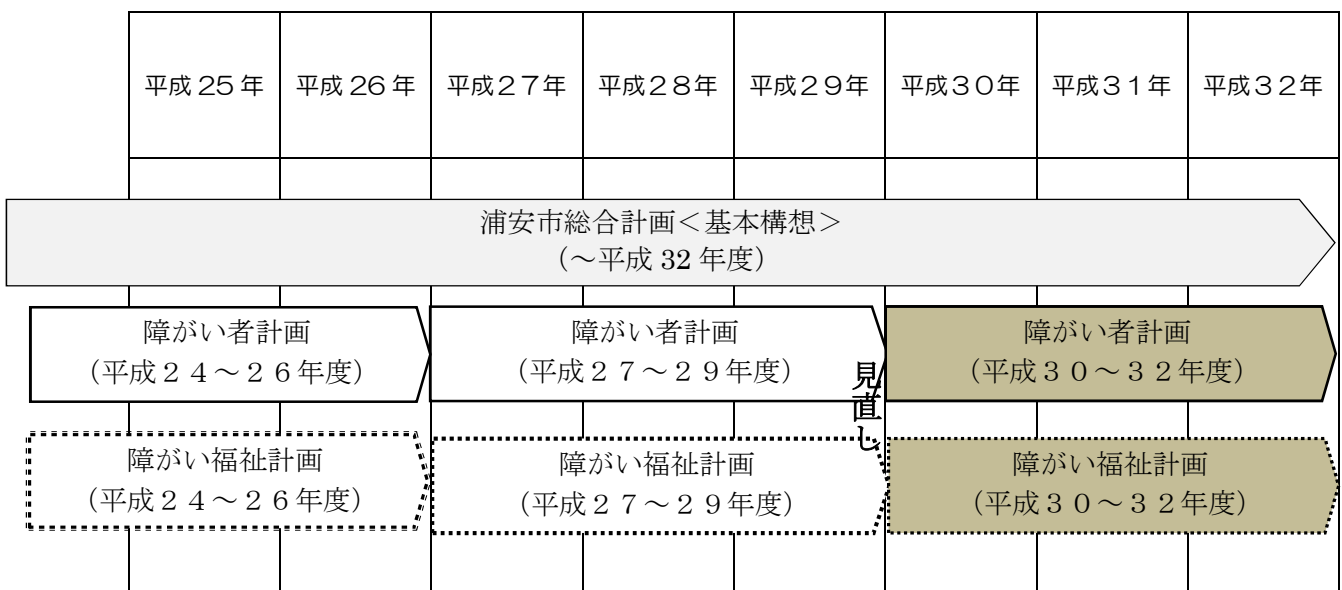 平成25年 平成26年 平成27年 平成28年 平成29年 平成30年 平成31年 平成32年
浦安市総合計画＜基本構想＞
（～平成32年度）
障がい者計画
（平成２４～２６年度）
障がい者計画
（平成２７～２９年度）
見直し
障がい者計画
（平成３０～３２年度）
障がい福祉計画
（平成２４～２６年度）
障がい福祉計画
（平成２７～２９年度）
障がい福祉計画
（平成３０～３２年度）